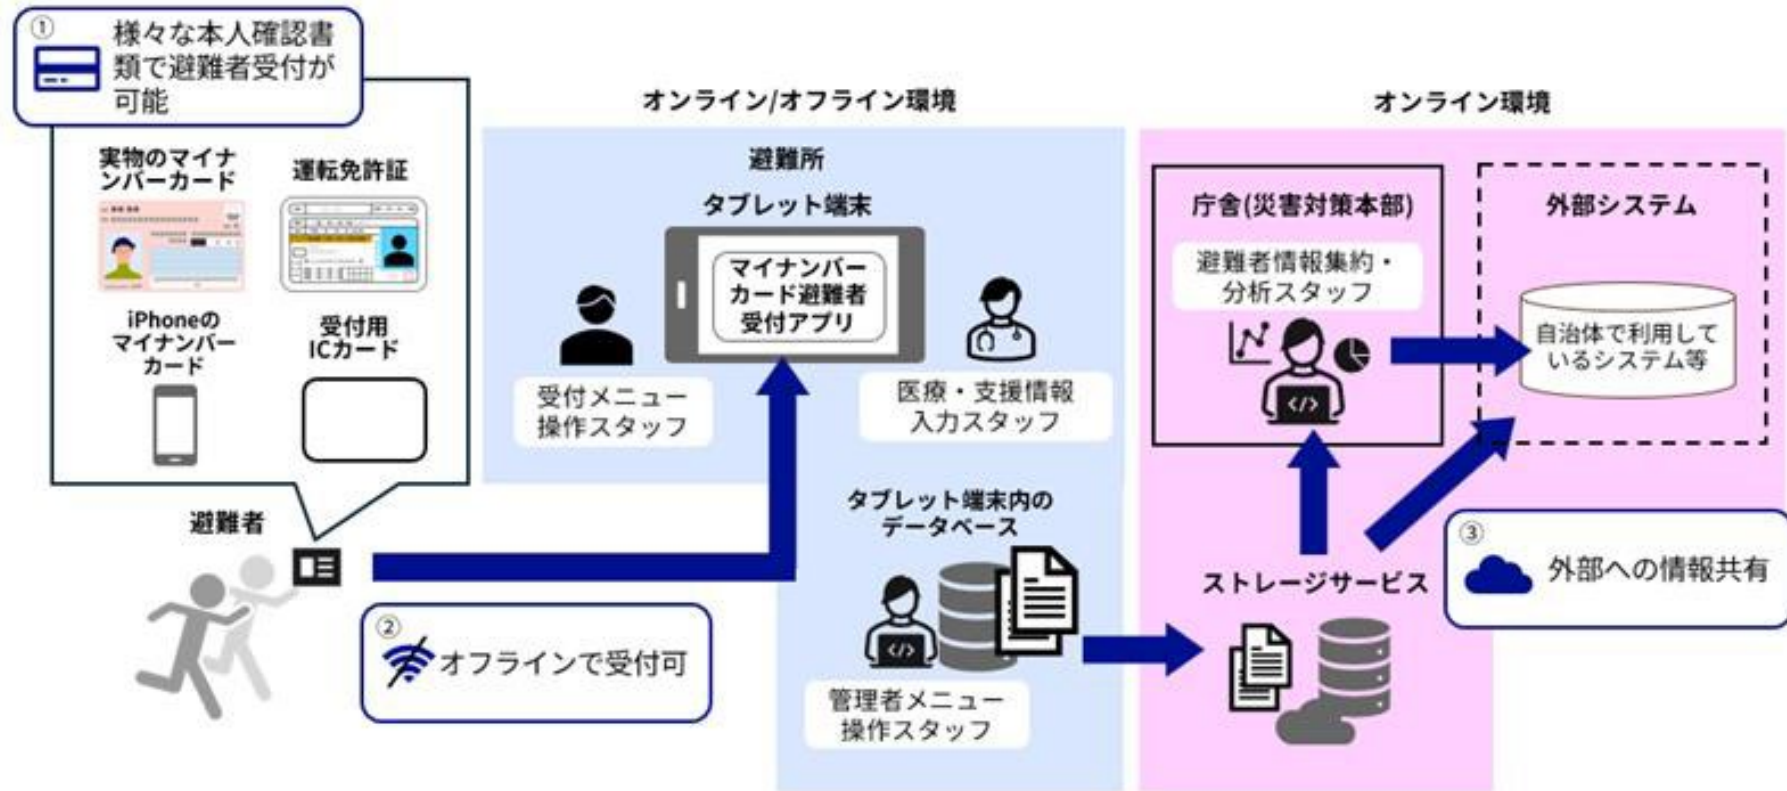 ①
様々な本人確認書
類で避難者受付が
可能
実物のマイナ
ンバーカード
運転免許証
iPhoneの
マイナンバー
カード
受付用
ICカード
避難者
②
オフラインで受付可
オンライン/オフライン環境
避難所
タブレット端末
マイナンバー
カード避難者
受付アプリ
受付メニュー
操作スタッフ
医療・支援情報
入力スタッフ
タブレット端末内の
データベース
管理者メニュー
操作スタッフ
オンライン環境
庁舎(災害対策本部)
避難者情報集約・
分析スタッフ
外部システム
自治体で利用して
いるシステム等
ストレージサービス
③
外部への情報共有